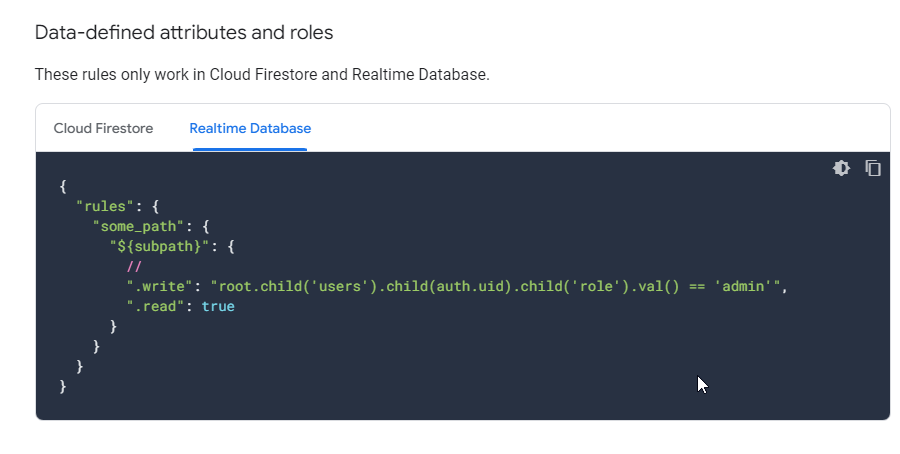 Data-defined attributes and roles
These rules only work in Cloud Firestore and Realtime Database.
Cloud Firestore Realtime Database
{
"rules": {
"some_path": {
"${subpath}": {
//
".write": "root.child('users').child(auth.uid).child('role').val() == 'admin'",
".read": true
}
}
}
}